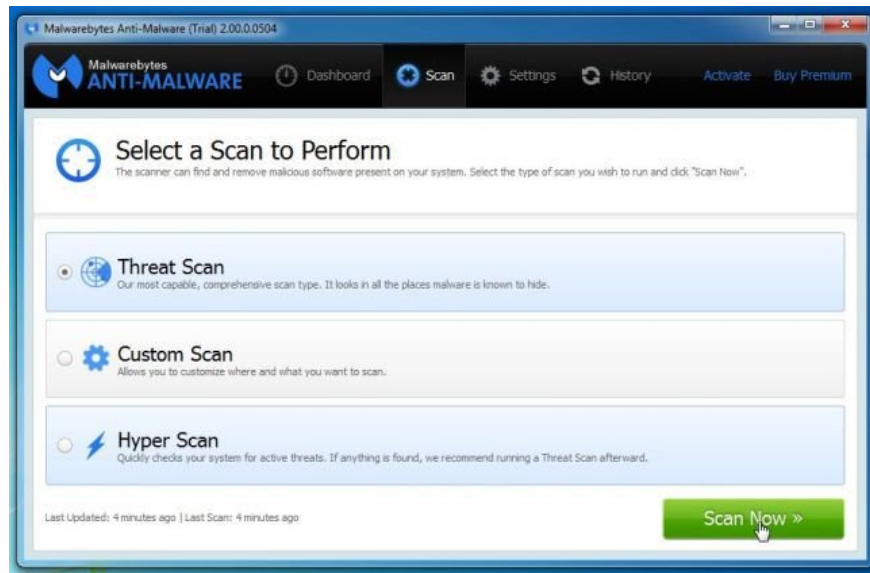 Malwarebytes Anti-Malware (Trial) 2.00.0.0504
Malwarebytes
ANTI-MALWARE
Dashboard
Scan
Settings
History
Activate
Buy Premium
Select a Scan to Perform
The scanner can find and remove malicious software present on your system. Select the type of scan you wish to run and click "Scan Now".
Threat Scan
Our most capable, comprehensive scan type. It looks in all the places malware is known to hide.
Custom Scan
Allows you to customize where and what you want to scan.
Hyper Scan
Quickly checks your system for active threats. If anything is found, we recommend running a Threat Scan afterward.
Last Updated: 4 minutes ago | Last Scan: 4 minutes ago
Scan Now »